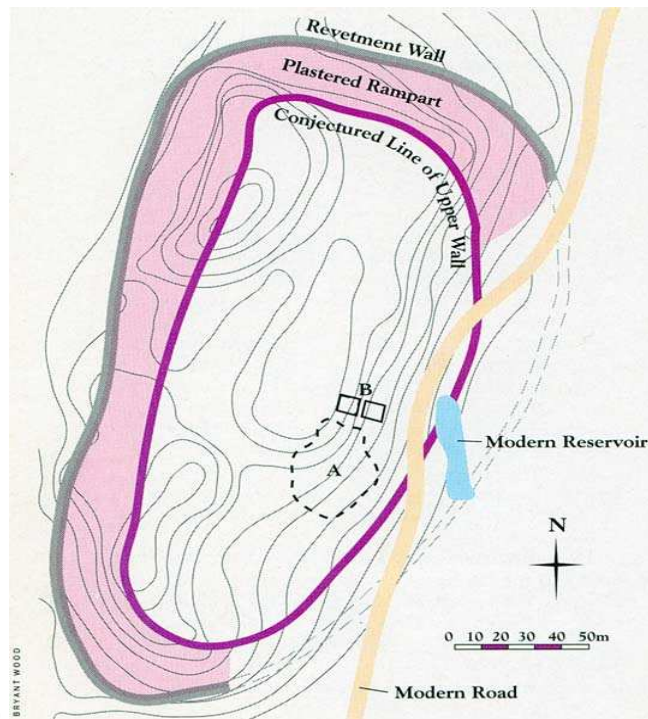 Revetment Wall
Plastered Rampart
Conjectured Line of Upper Wall
B
A
Modern Reservoir
N
0 10 20 30 40 50m
Modern Road
BRYANT WOOD